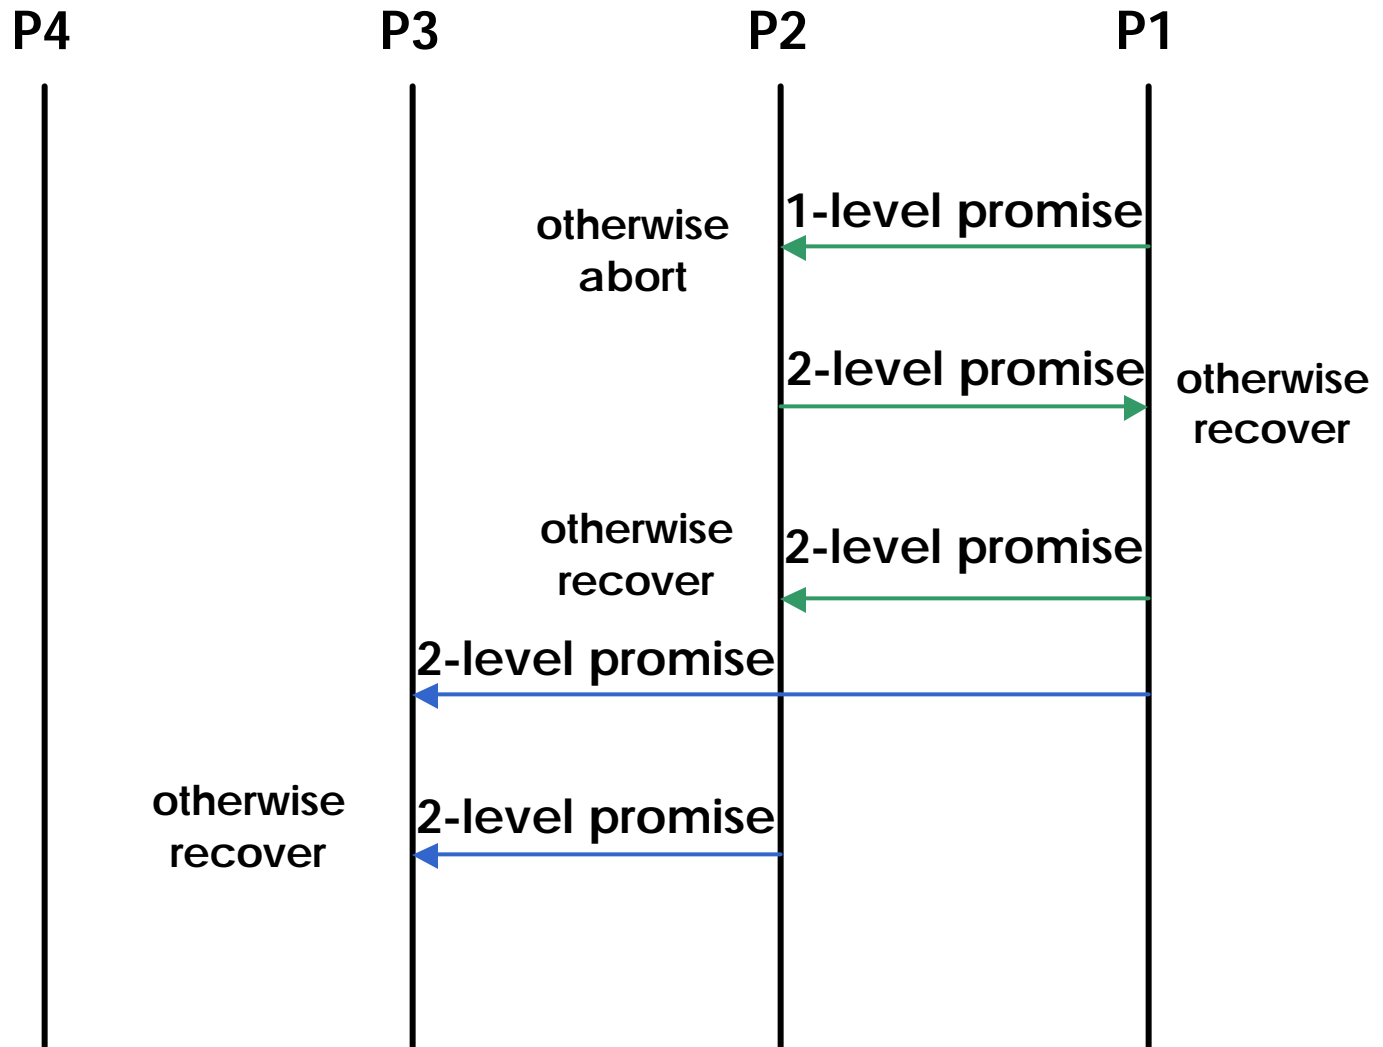 P4
P3
P2
P1
1-level promise
otherwise
abort
2-level promise
otherwise
recover
otherwise
recover
2-level promise
2-level promise
otherwise
recover
2-level promise